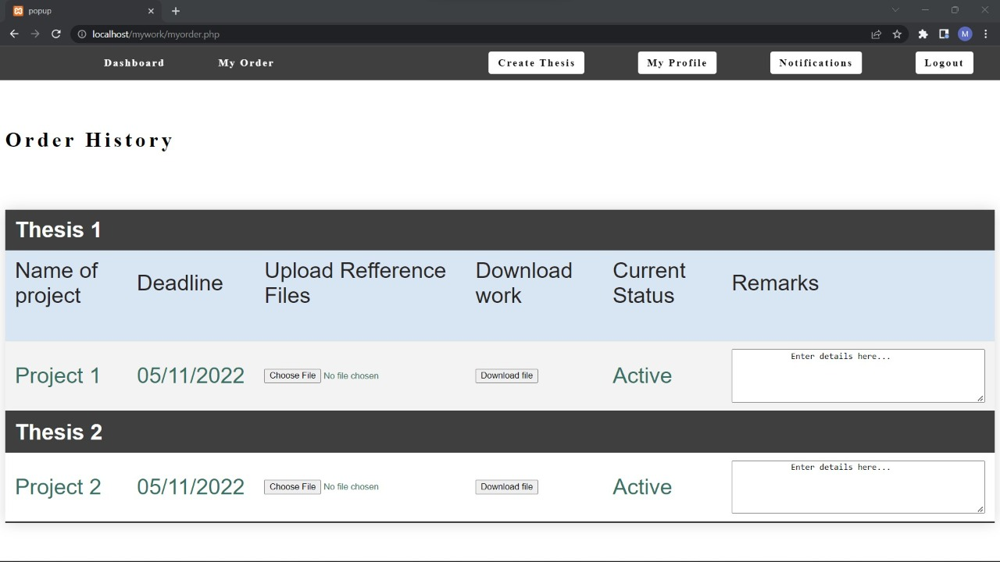 popup
localhost/mywork/myorder.php
M
Dashboard My Order Create Thesis My Profile Notifications Logout
Order History
Thesis 1
Name of project Deadline Upload Refference Files Download work Current Status Remarks
Project 1 05/11/2022 Choose File No file chosen Download file Active Enter details here...
Thesis 2
Project 2 05/11/2022 Choose File No file chosen Download file Active Enter details here...